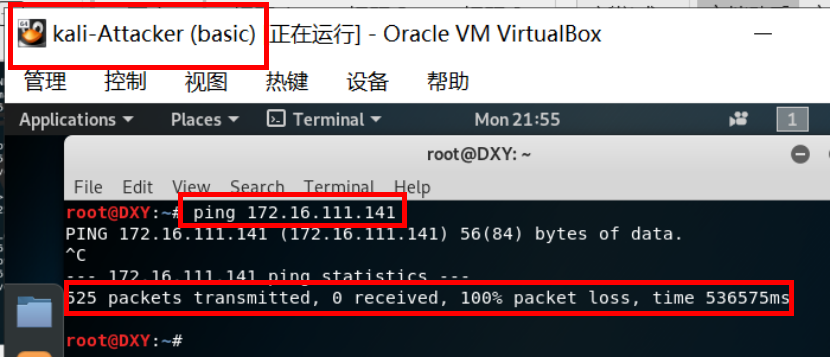 kali-Attacker (basic) [正在运行] - Oracle VM VirtualBox
管理 控制 视图 热键 设备 帮助
Applications Places Terminal Mon 21:55 1
root@DXY: ~
File Edit View Search Terminal Help
root@DXY:~# ping 172.16.111.141
PING 172.16.111.141 (172.16.111.141) 56(84) bytes of data.
^C
--- 172.16.111.141 ping statistics ---
525 packets transmitted, 0 received, 100% packet loss, time 536575ms
root@DXY:~#